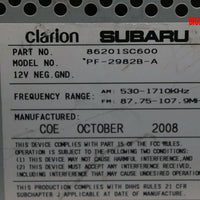 clarion SUBARU
PART NO. 86201SC600
MODEL NO. PF-2982B-A
12V NEG.GND.
FREQUENCY RANGE: AM: 530-1710KHz
FM: 87.75-107.9MH
MANUFACTURED:
COE OCTOBER 2008
THIS DEVICE COMPLIES WITH PART 15 OF THE FCC RULES.
OPERATION IS SUBJECT TO THE FOLLOWING TWO CONDITIONS:
(1) THIS DEVICE MAY NOT CAUSE HARMFUL INTERFERENCE, AND
(2) THIS DEVICE MUST ACCEPT ANY INTERFERENCE RECEIVED,
INCLUDING INTERFERENCE THAT MAY CAUSE UNDESIRED
OPERATION.
THIS PRODUCT COMPLIES WITH DHHS RULES 21 CFR
SUBCHAPTER J APPLICABLE AT DATE OF MANUFACTURE.